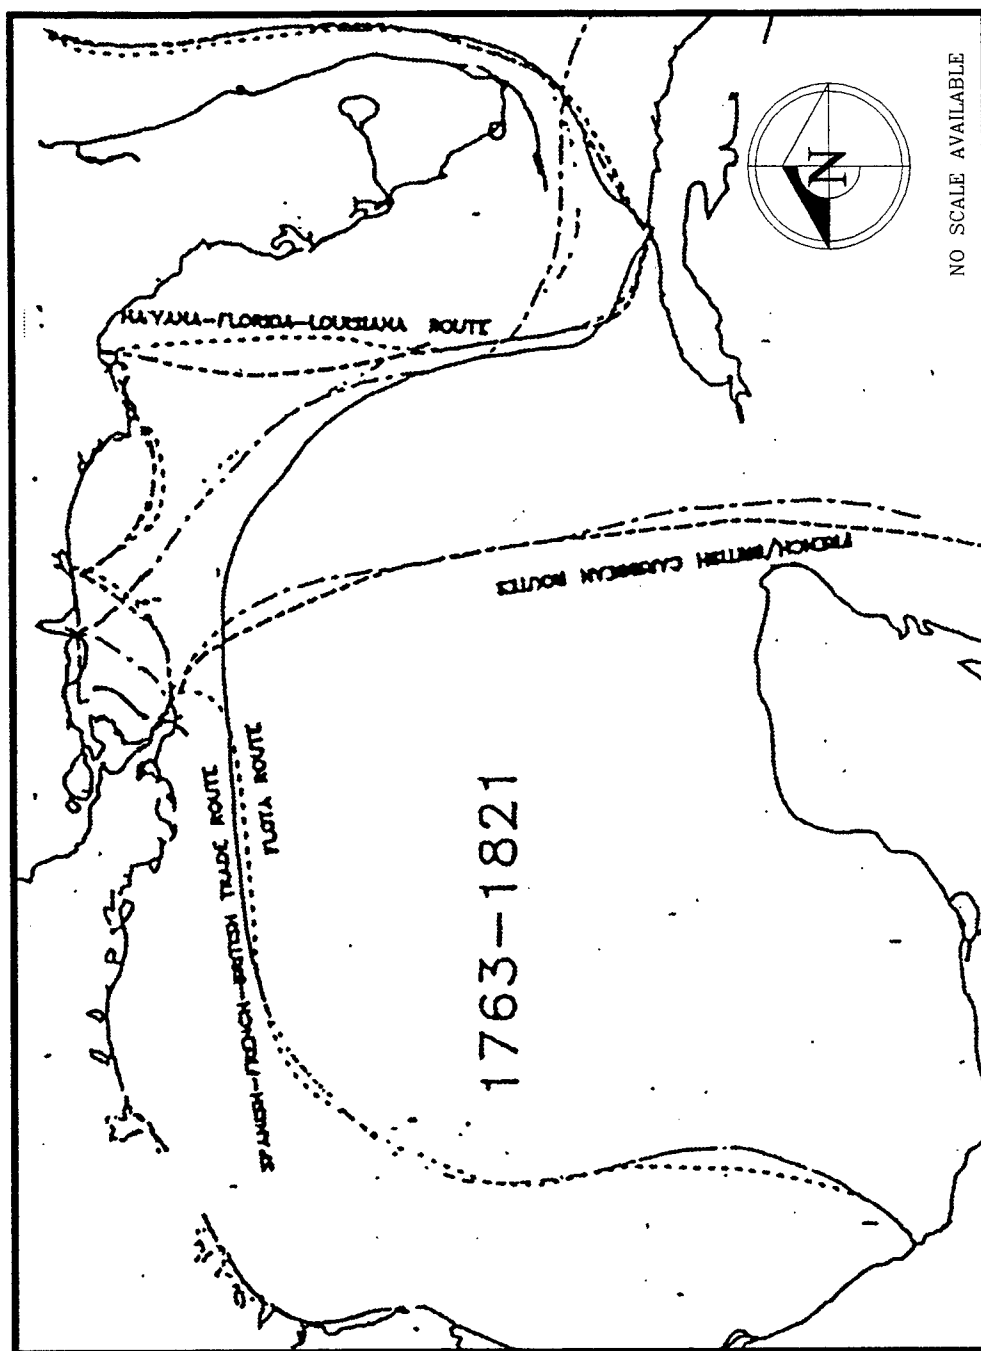 HAVANA-FLORIDA-LOUISIANA ROUTE
FRENCH/BRITISH CARIBBEAN ROUTES
SPANISH-FRENCH-BRITISH TRADE ROUTE
FLOTA ROUTE
1763-1821
N
NO SCALE AVAILABLE